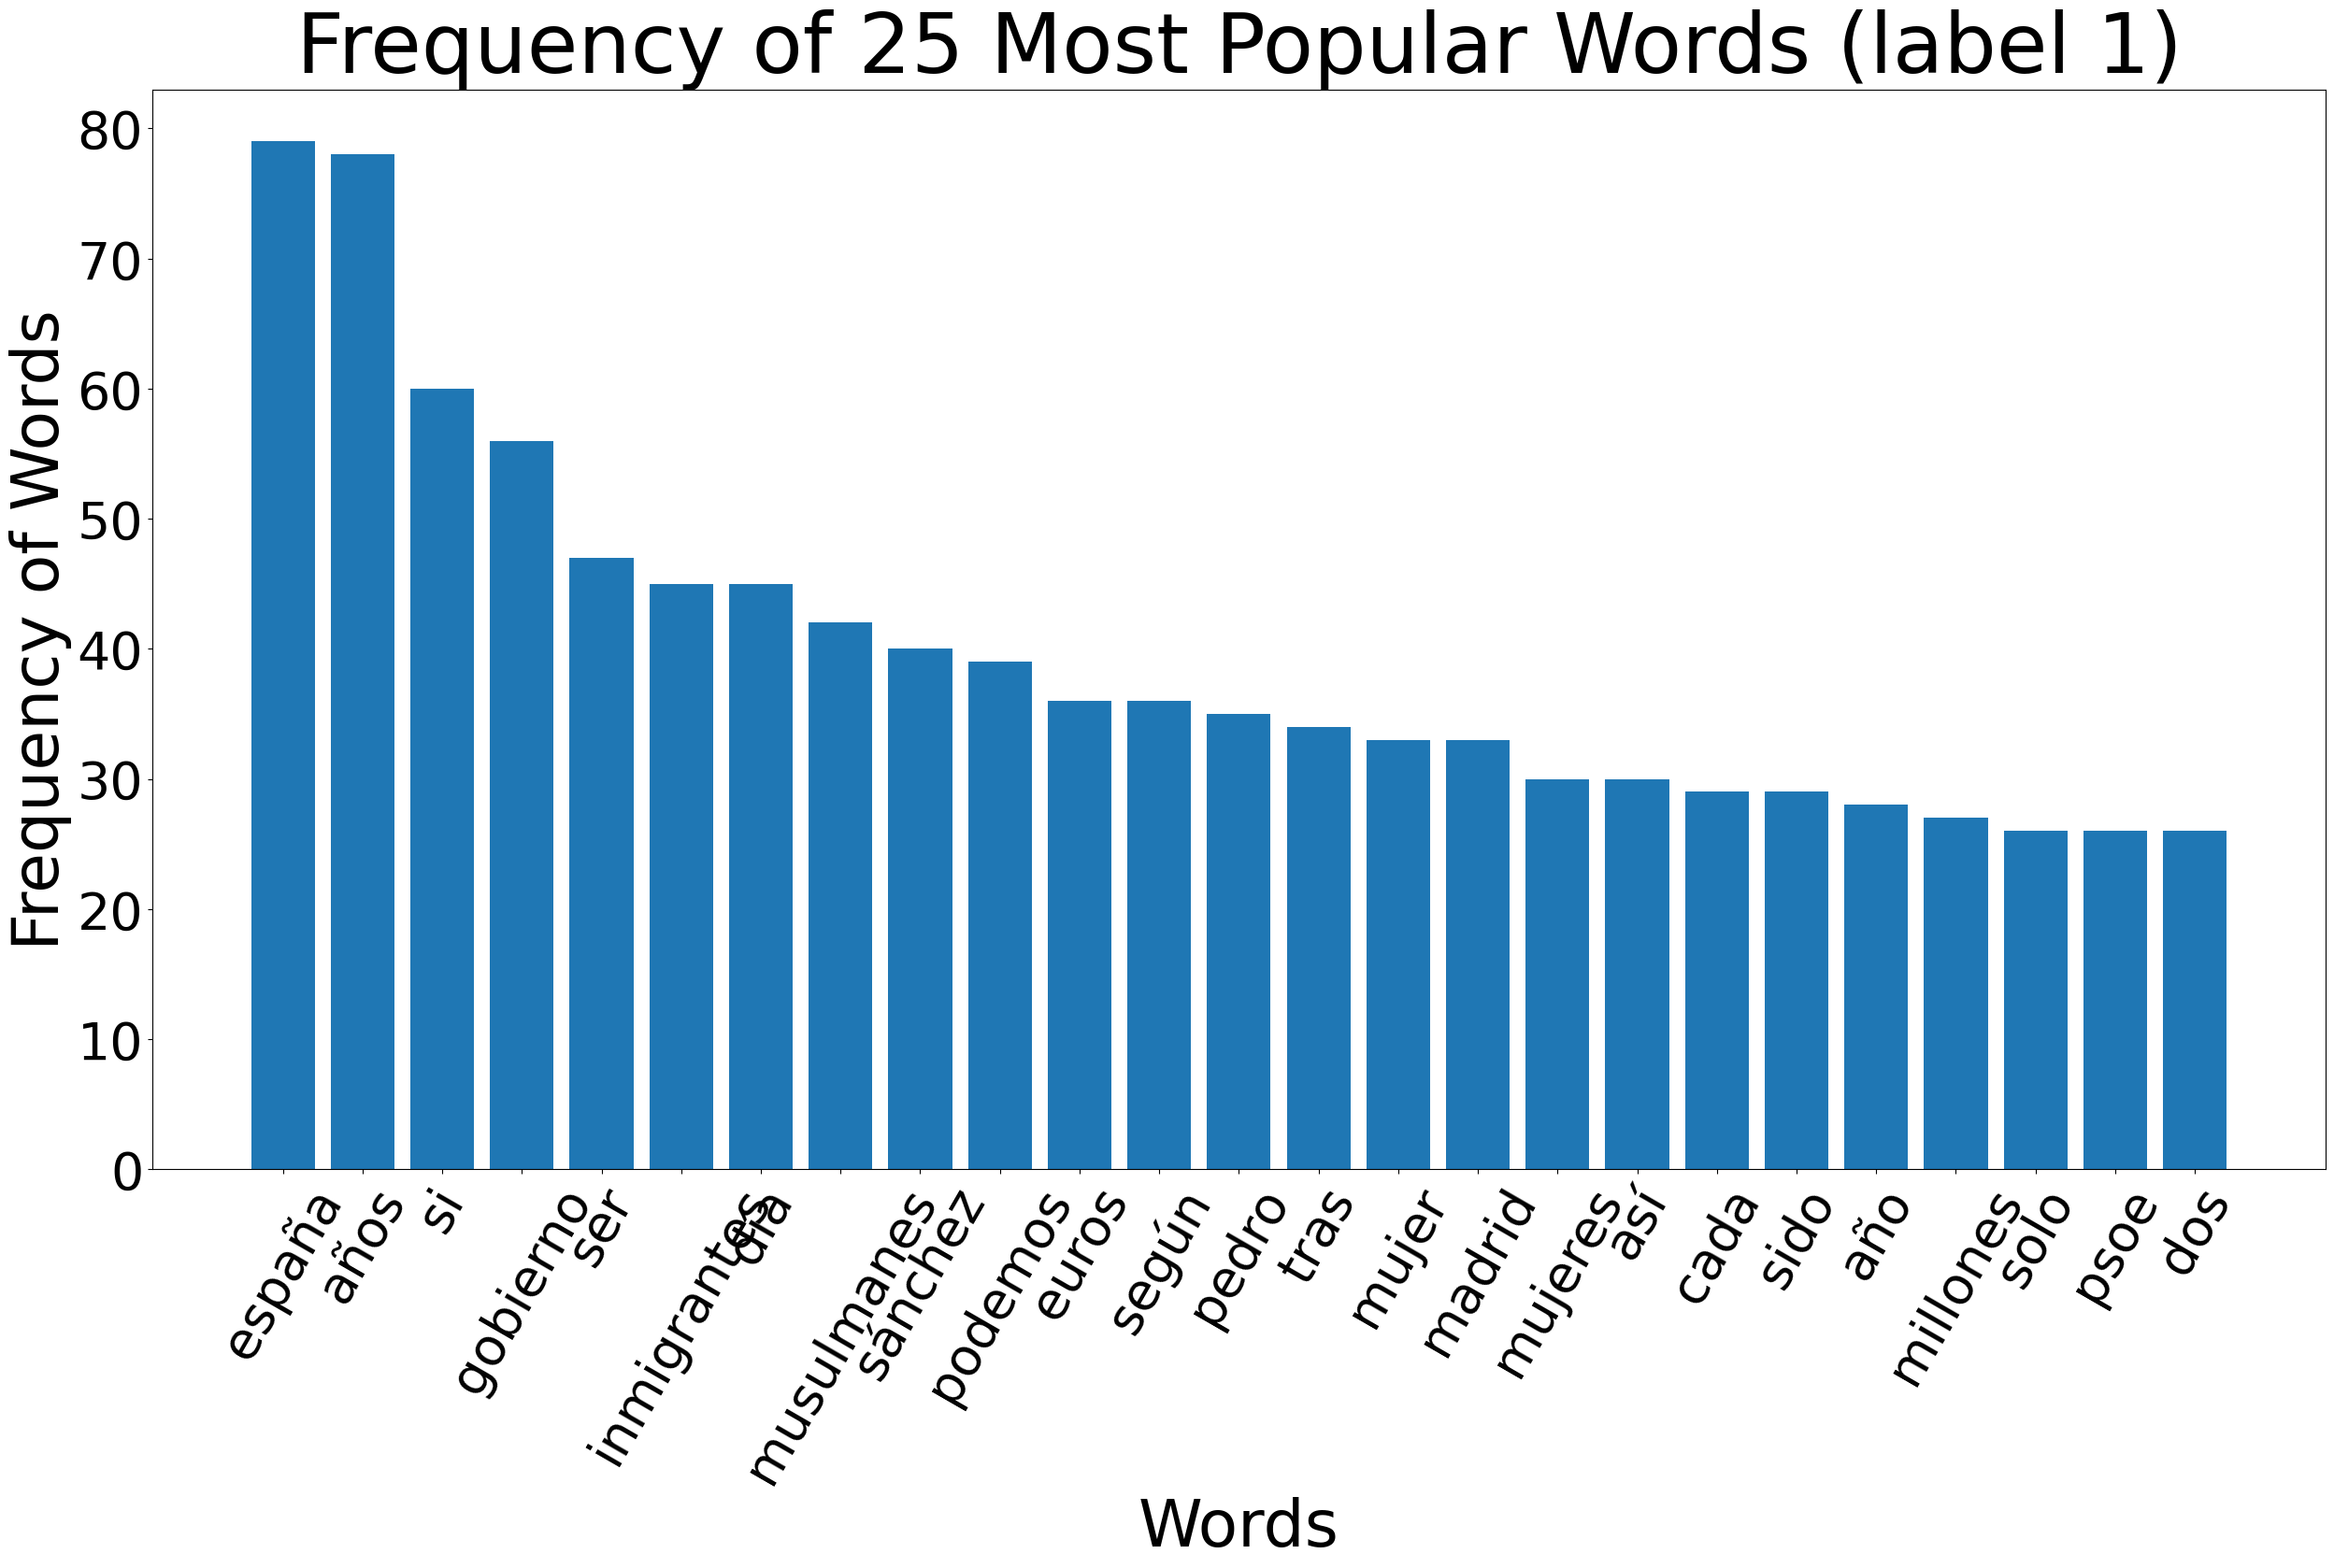 Frequency of 25 Most Popular Words (label 1)
Frequency of Words
80
70
60
50
40
30
20
10
0
españa
años
si
gobierno
ser
inmigrantes
día
musulmanes
sánchez
podemos
euros
según
pedro
tras
mujer
madrid
mujeres
así
cada
sido
año
millones
solo
psoe
dos
Words